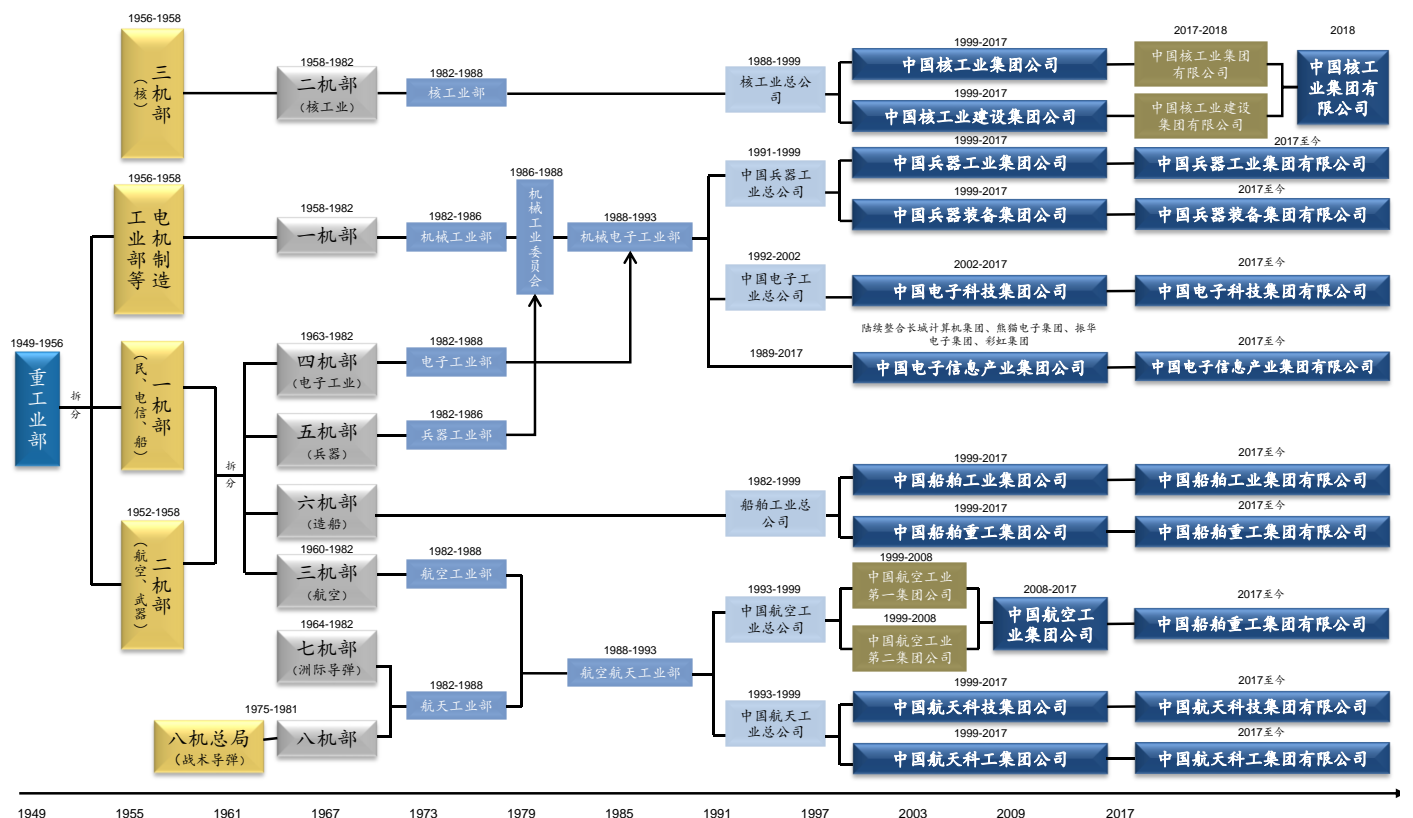 1956-1958
三机部
（核）
1958-1982
二机部
(核工业)
1982-1988
核工业部
1988-1999
核工业总公
司
1999-2017
中国核工业集团公司
1999-2017
中国核工业建设集团公司
2017-2018
中国核工业集团
有限公司
中国核工业建设
集团有限公司
2018
中国核工
业集团有
限公司
1956-1958
电机制造
工业部等
1958-1982
一机部
1982-1986
机械工业部
1986-1988
机械工业委员会
1988-1993
机械电子工业部
1991-1999
中国兵器工
业总公司
1999-2017
中国兵器工业集团公司
2017至今
中国兵器工业集团有限公司
1999-2017
中国兵器装备集团公司
2017至今
中国兵器装备集团有限公司
1992-2002
中国电子工
业总公司
2002-2017
中国电子科技集团公司
2017至今
中国电子科技集团有限公司
陆续整合长城计算机集团、熊猫电子集团、振华
电子集团、彩虹集团
1989-2017
中国电子信息产业集团公司
2017至今
中国电子信息产业集团有限公司
1949-1956
重工业部
拆分
一机部
（民、电信、船）
1952-1958
二机部
（航空、武器）
拆分
1963-1982
四机部
(电子工业)
1982-1988
电子工业部
五机部
(兵器)
1982-1986
兵器工业部
六机部
(造船)
1982-1999
船舶工业总
公司
1999-2017
中国船舶工业集团公司
2017至今
中国船舶工业集团有限公司
1999-2017
中国船舶重工集团公司
2017至今
中国船舶重工集团有限公司
1960-1982
三机部
(航空)
1982-1988
航空工业部
1964-1982
七机部
(洲际导弹)
1975-1981
八机总局
(战术导弹)
八机部
1982-1988
航天工业部
1988-1993
航空航天工业部
1993-1999
中国航空工
业总公司
1999-2008
中国航空工业
第一集团公司
1999-2008
中国航空工业
第二集团公司
2008-2017
中国航空工
业集团公司
2017至今
中国船舶重工集团有限公司
1993-1999
中国航天工
业总公司
1999-2017
中国航天科技集团公司
2017至今
中国航天科技集团有限公司
1999-2017
中国航天科工集团公司
2017至今
中国航天科工集团有限公司
1949 1955 1961 1967 1973 1979 1985 1991 1997 2003 2009 2017